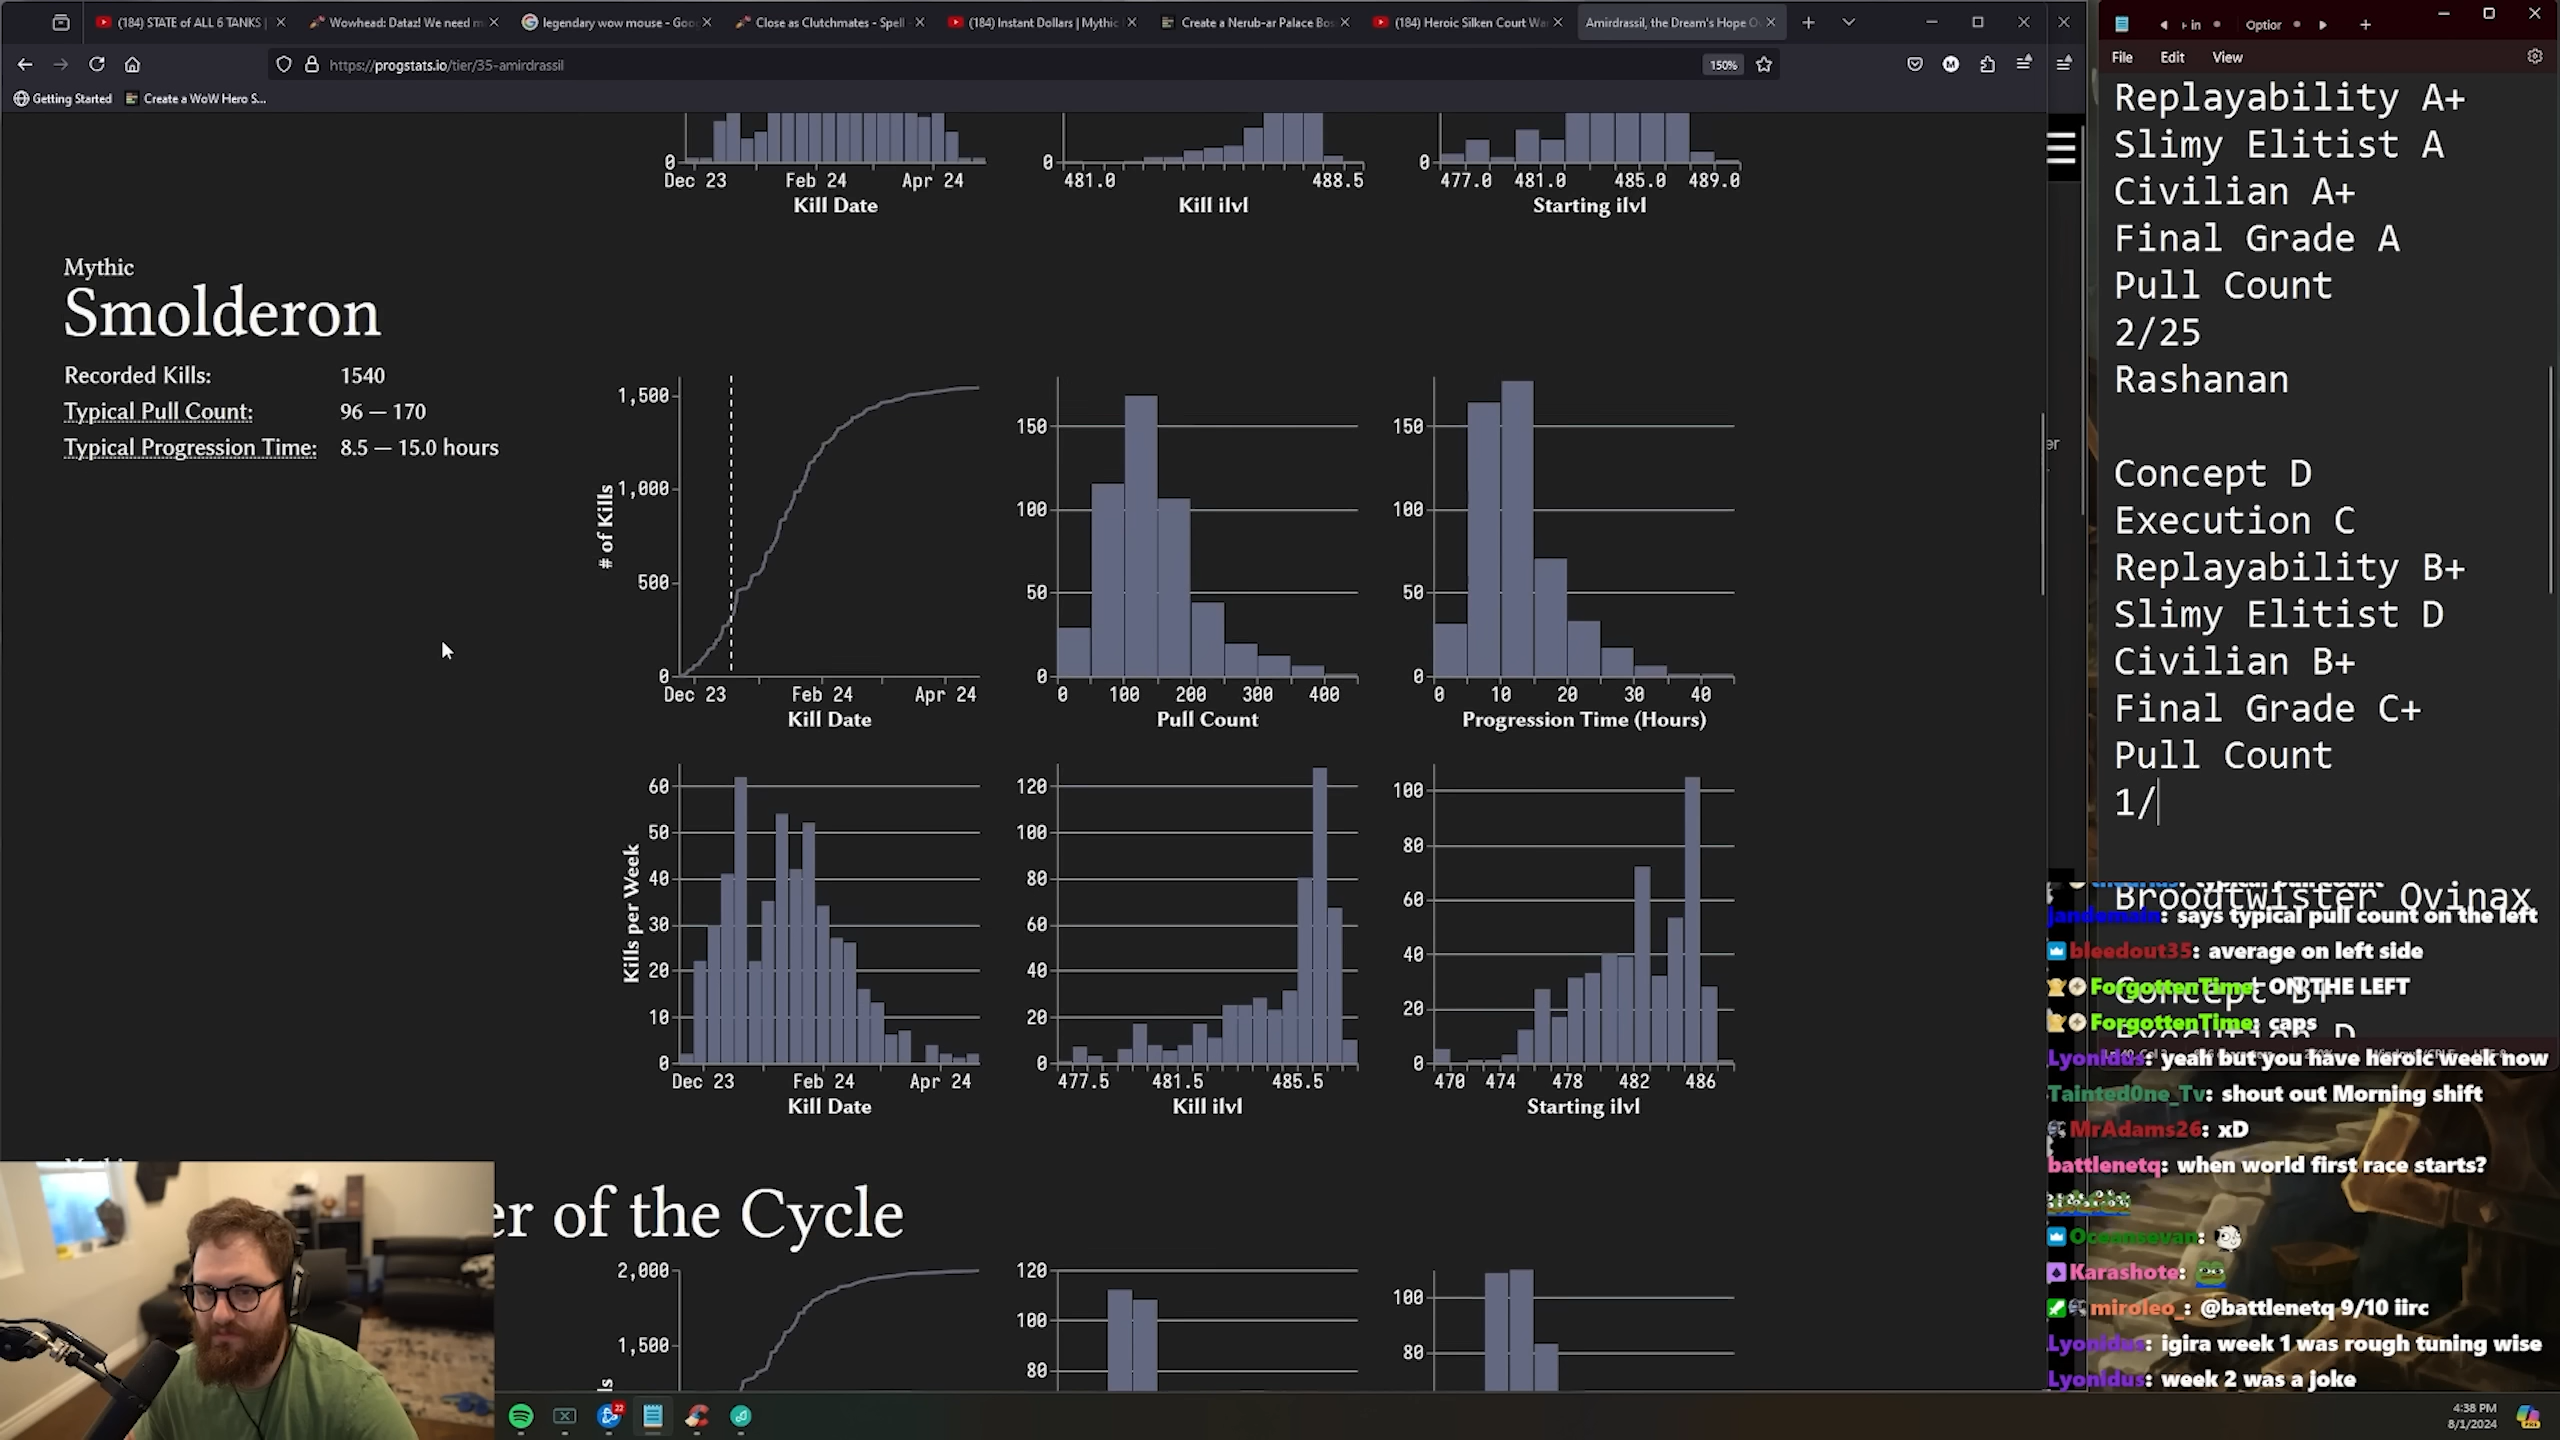 (184) STATE of ALL 6 TANKS |
Wowhead: Dataz! We need m
legendary wow mouse - Goo
Close as Clutchmates - Spell
(184) Instant Dollars | Mythic
Create a Nerub-ar Palace Bos
(184) Heroic Silken Court Wa
Amirdrassil, the Dream's Hope O
https://progstats.io/tier/35-amirdrassil
150%
Getting Started
Create a WoW Hero S...
0
Dec 23
Feb 24
Apr 24
Kill Date
0
481.0
488.5
Kill ilvl
0
477.0
481.0
485.0
489.0
Starting ilvl
Mythic
Smolderon
Recorded Kills: 1540
Typical Pull Count: 96 — 170
Typical Progression Time: 8.5 — 15.0 hours
# of Kills
1,500
1,000
500
0
Dec 23
Feb 24
Apr 24
Kill Date
150
100
50
0
0
100
200
300
400
Pull Count
150
100
50
0
0
10
20
30
40
Progression Time (Hours)
Kills per Week
60
50
40
30
20
10
0
Dec 23
Feb 24
Apr 24
Kill Date
120
100
80
60
40
20
0
477.5
481.5
485.5
Kill ilvl
100
80
60
40
20
0
470
474
478
482
486
Starting ilvl
er of the Cycle
2,000
1,500
120
100
80
100
80
Optior
File
Edit
View
Replayability A+
Slimy Elitist A
Civilian A+
Final Grade A
Pull Count
2/25
Rashanan
Concept D
Execution C
Replayability B+
Slimy Elitist D
Civilian B+
Final Grade C+
Pull Count
1/
Broodtwister Ovinax
Concept B+
Execution D
jandemain: says typical pull count on the left
bleedout35: average on left side
ForgottenTime: ON THE LEFT
ForgottenTime: caps
Lyonidus: yeah but you have heroic week now
Tainted0ne_Tv: shout out Morning shift
MrAdams26: xD
battlenetq: when world first race starts?
Oceansevan:
Karashote:
miroleo_: @battlenetq 9/10 iirc
Lyonidus: igira week 1 was rough tuning wise
Lyonidus: week 2 was a joke
22
4:38 PM
8/1/2024